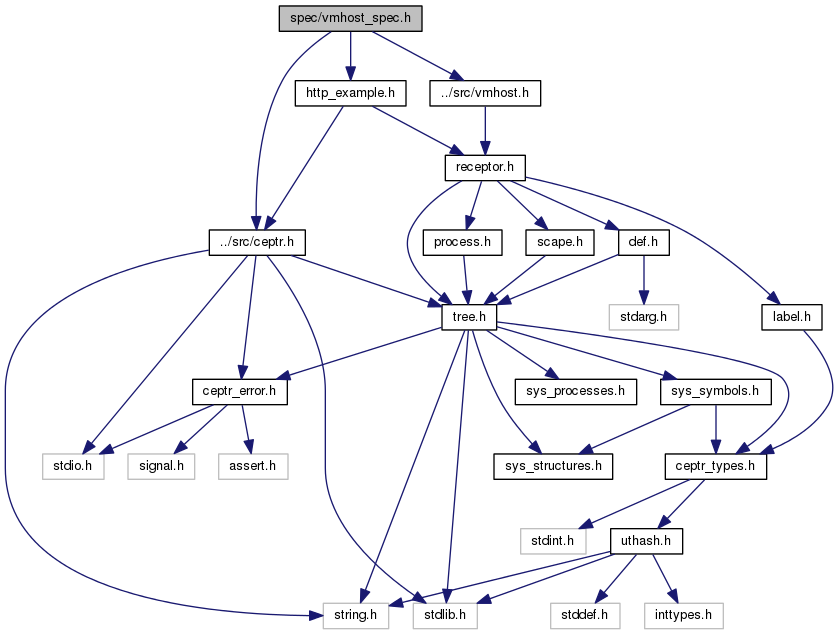 spec/vmhost_spec.h
http_example.h
../src/vmhost.h
receptor.h
../src/ceptr.h
process.h
scape.h
def.h
tree.h
stdarg.h
label.h
ceptr_error.h
sys_processes.h
sys_symbols.h
stdio.h
signal.h
assert.h
sys_structures.h
ceptr_types.h
stdint.h
uthash.h
string.h
stdlib.h
stddef.h
inttypes.h